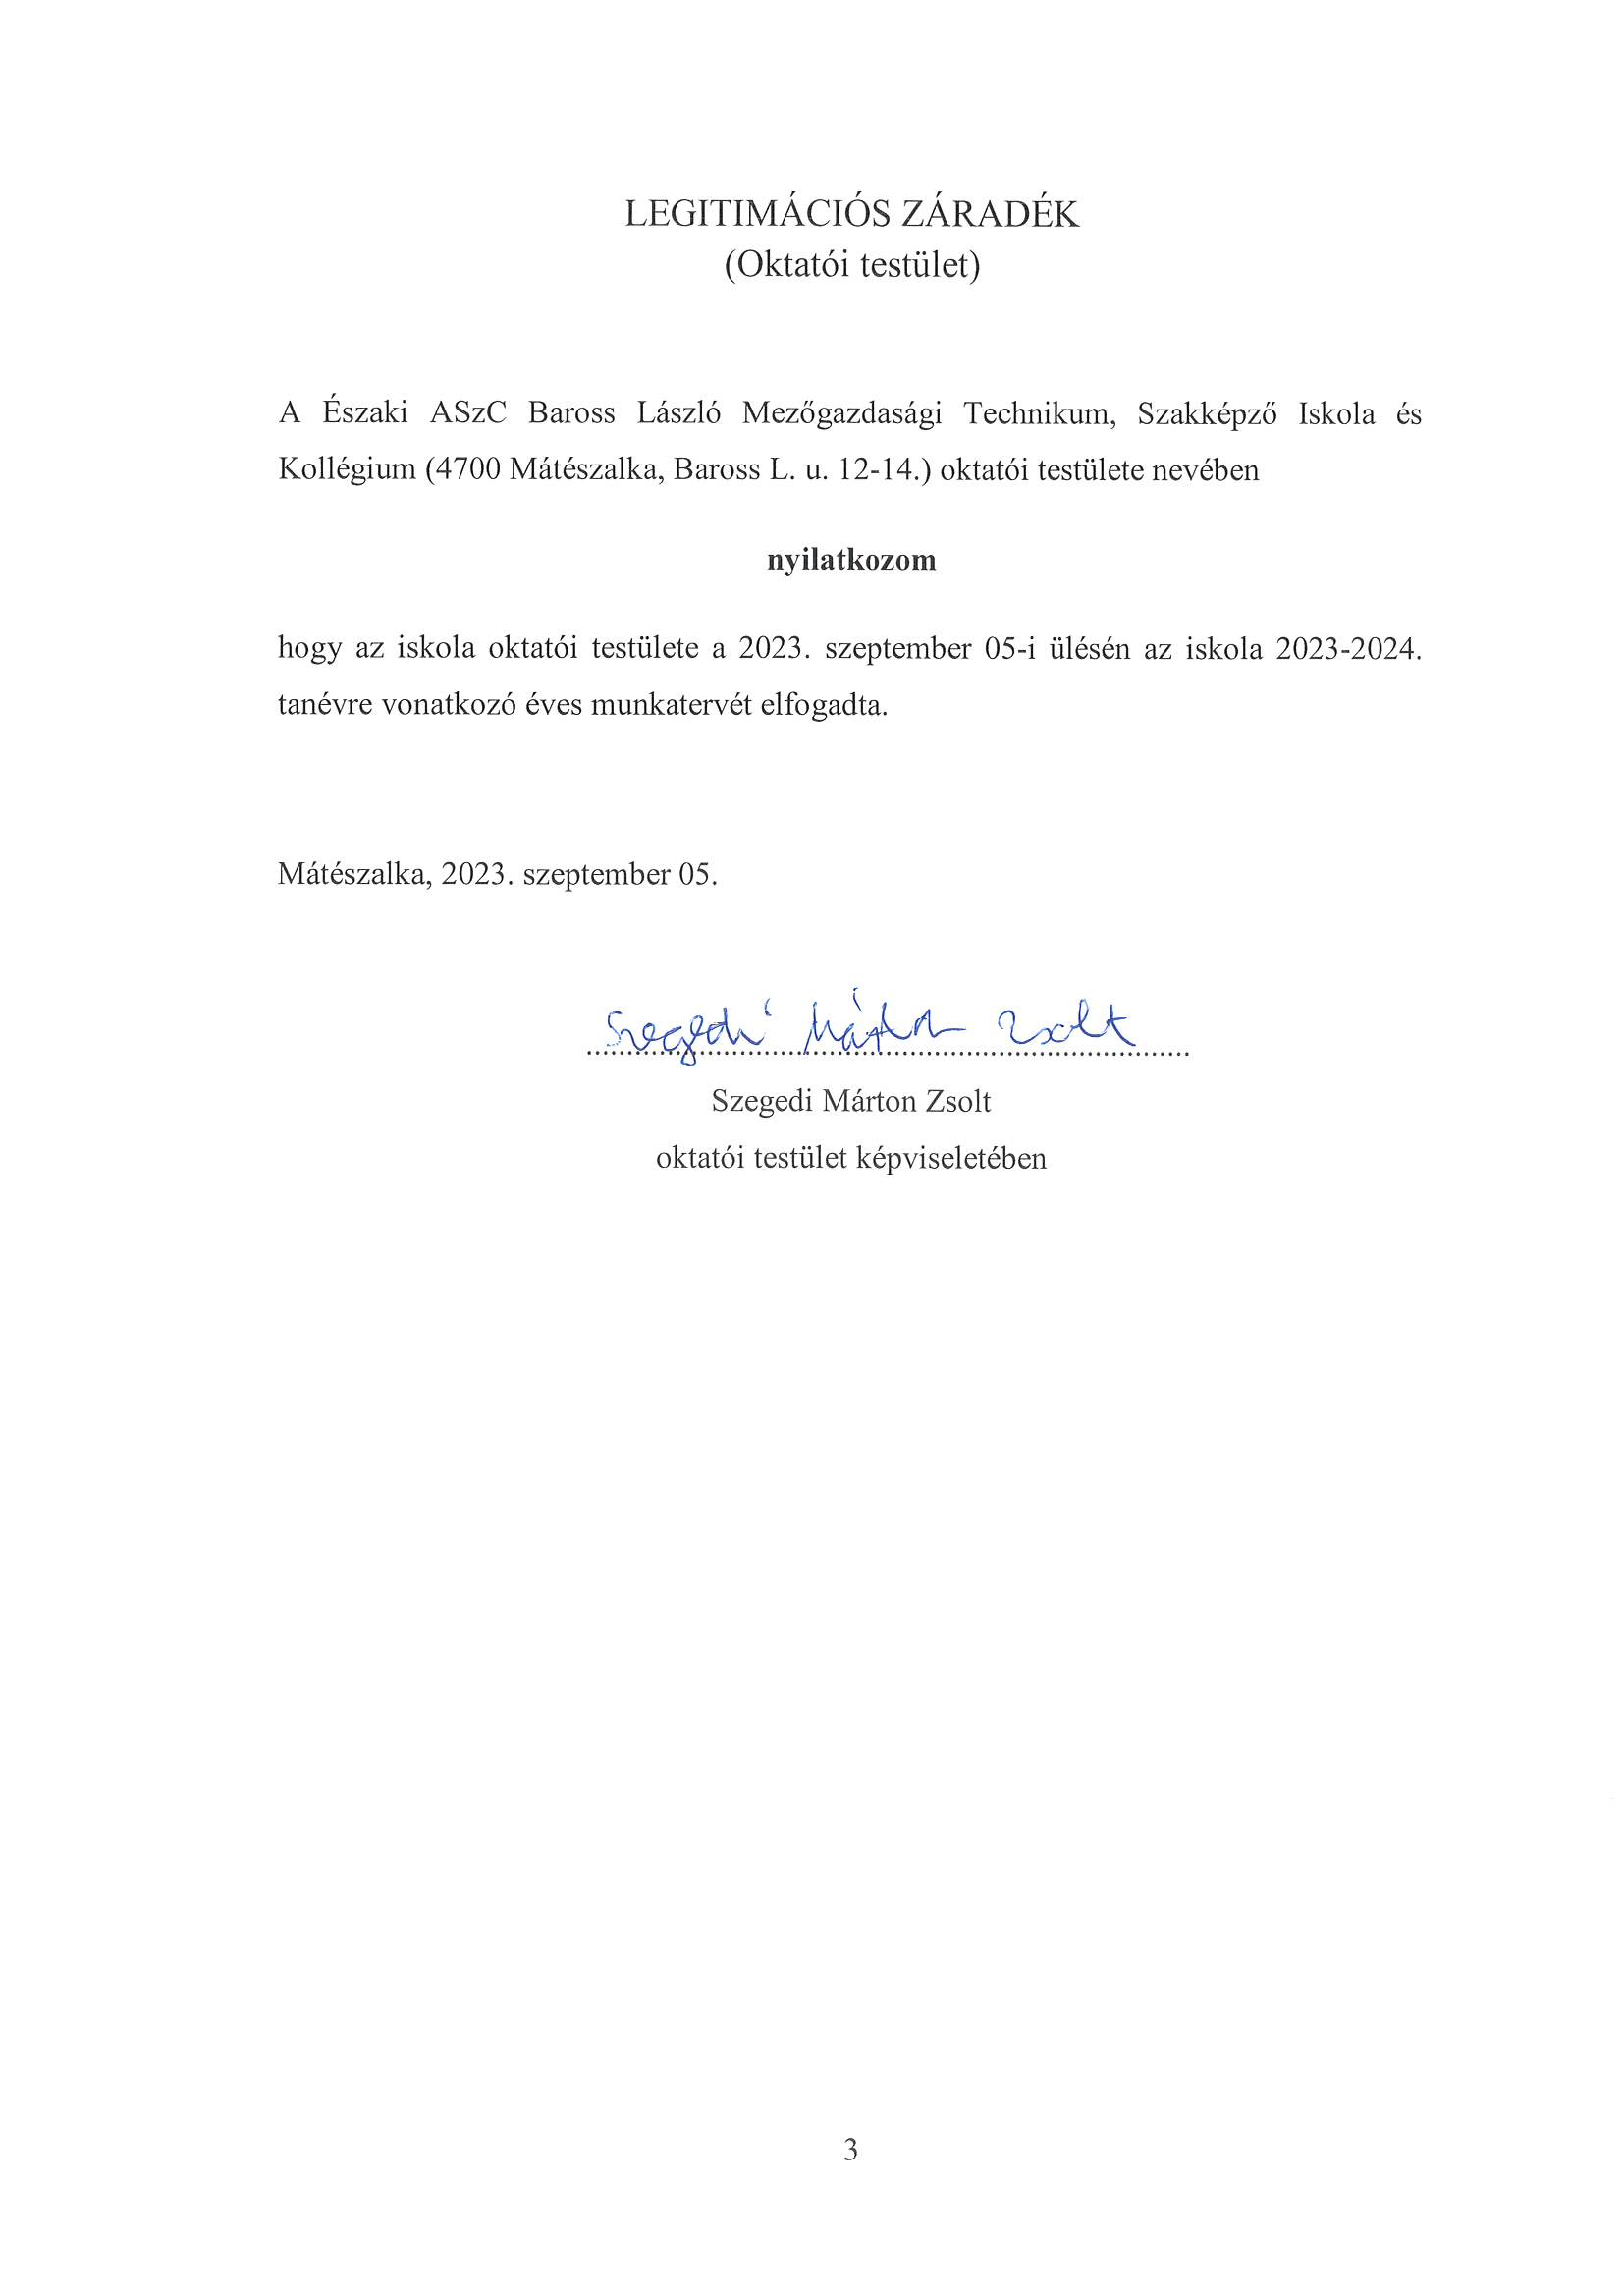 LEGITIMÁCIÓS ZÁRADÉK
(Oktatói testület)
A Északi ASzC Baross László Mezőgazdasági Technikum, Szakképző Iskola és
Kollégium (4700 Mátészalka, Baross L. u. 12-14.) oktatói testülete nevében
nyilatkozom
hogy az iskola oktatói testülete a 2023. szeptember 05-i ülésén az iskola 2023-2024.
tanévre vonatkozó éves munkatervét elfogadta.
Mátészalka, 2023. szeptember 05.
Szegedi Márton Zsolt
Szegedi Márton Zsolt
oktatói testület képviseletében
3